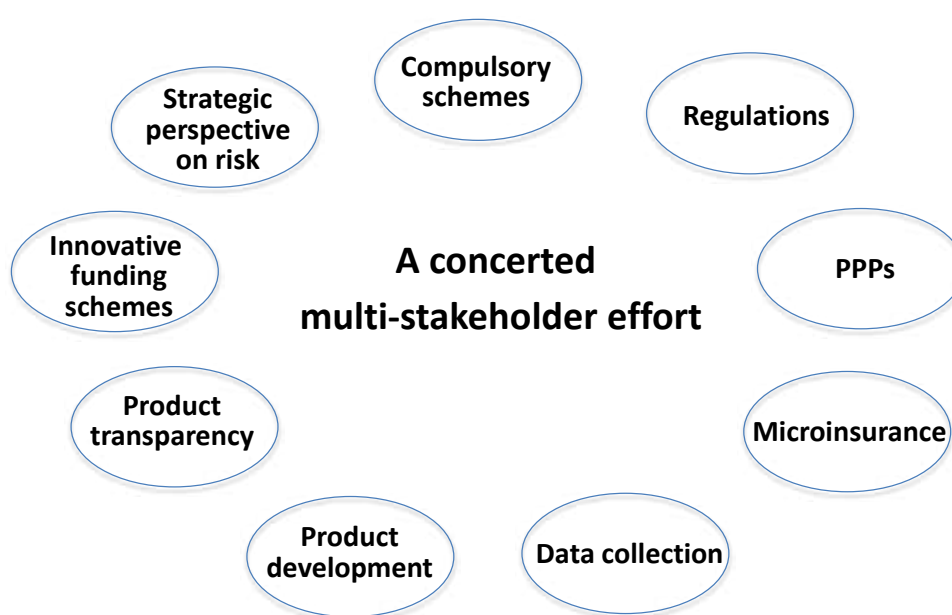 Compulsory
schemes
Strategic
perspective
on risk
Regulations
Innovative
funding
schemes
A concerted
multi-stakeholder effort
PPPs
Product
transparency
Microinsurance
Product
development
Data collection